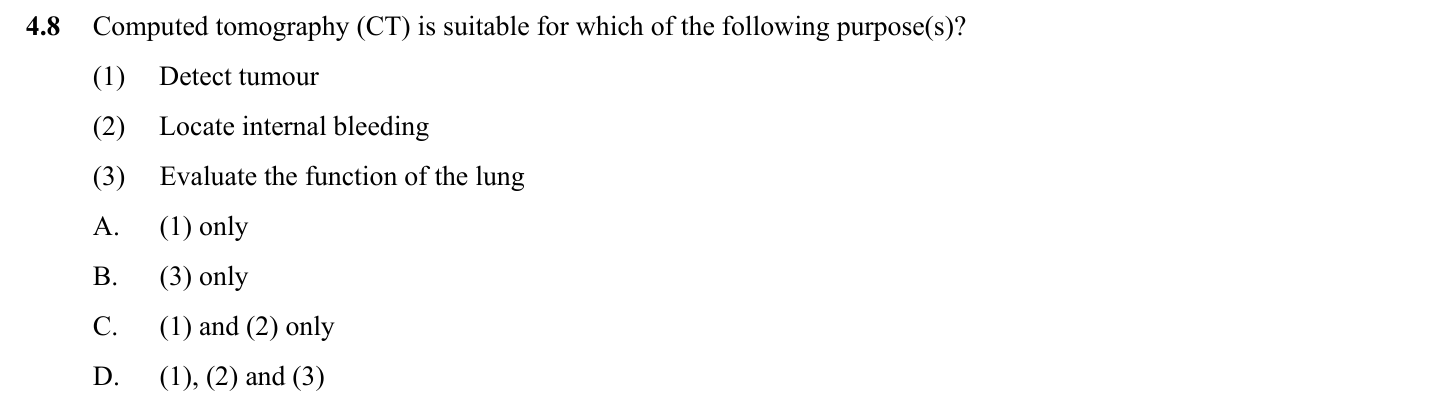 4.8 Computed tomography (CT) is suitable for which of the following purpose(s)?
(1) Detect tumour
(2) Locate internal bleeding
(3) Evaluate the function of the lung
A. (1) only
B. (3) only
C. (1) and (2) only
D. (1), (2) and (3)